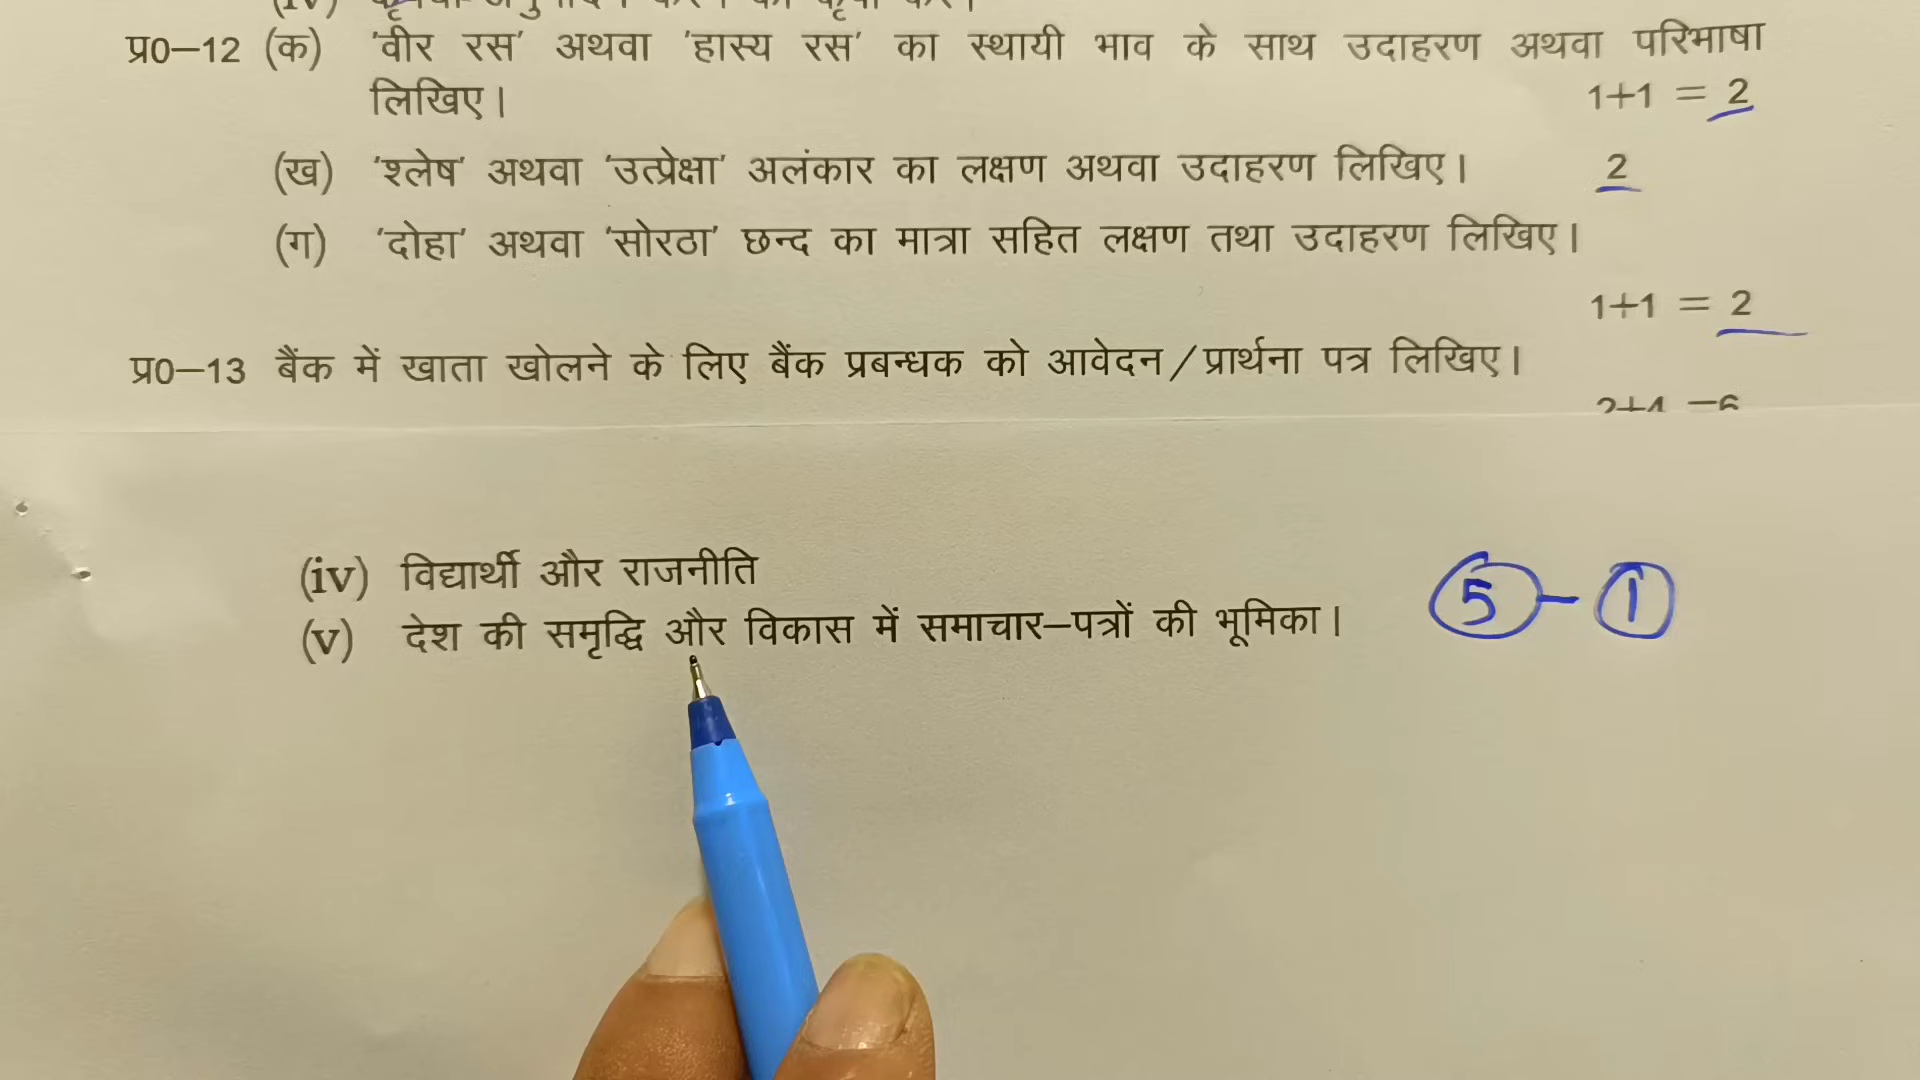 प्र0–12 (क) 'वीर रस' अथवा 'हास्य रस' का स्थायी भाव के साथ उदाहरण अथवा परिभाषा
लिखिए। 1+1 = 2
(ख) 'श्लेष' अथवा 'उत्प्रेक्षा' अलंकार का लक्षण अथवा उदाहरण लिखिए। 2
(ग) 'दोहा' अथवा 'सोरठा' छन्द का मात्रा सहित लक्षण तथा उदाहरण लिखिए।
1+1 = 2
प्र0–13 बैंक में खाता खोलने के लिए बैंक प्रबन्धक को आवेदन/प्रार्थना पत्र लिखिए।
(iv) विद्यार्थी और राजनीति
(v) देश की समृद्धि और विकास में समाचार–पत्रों की भूमिका। 5 – 1